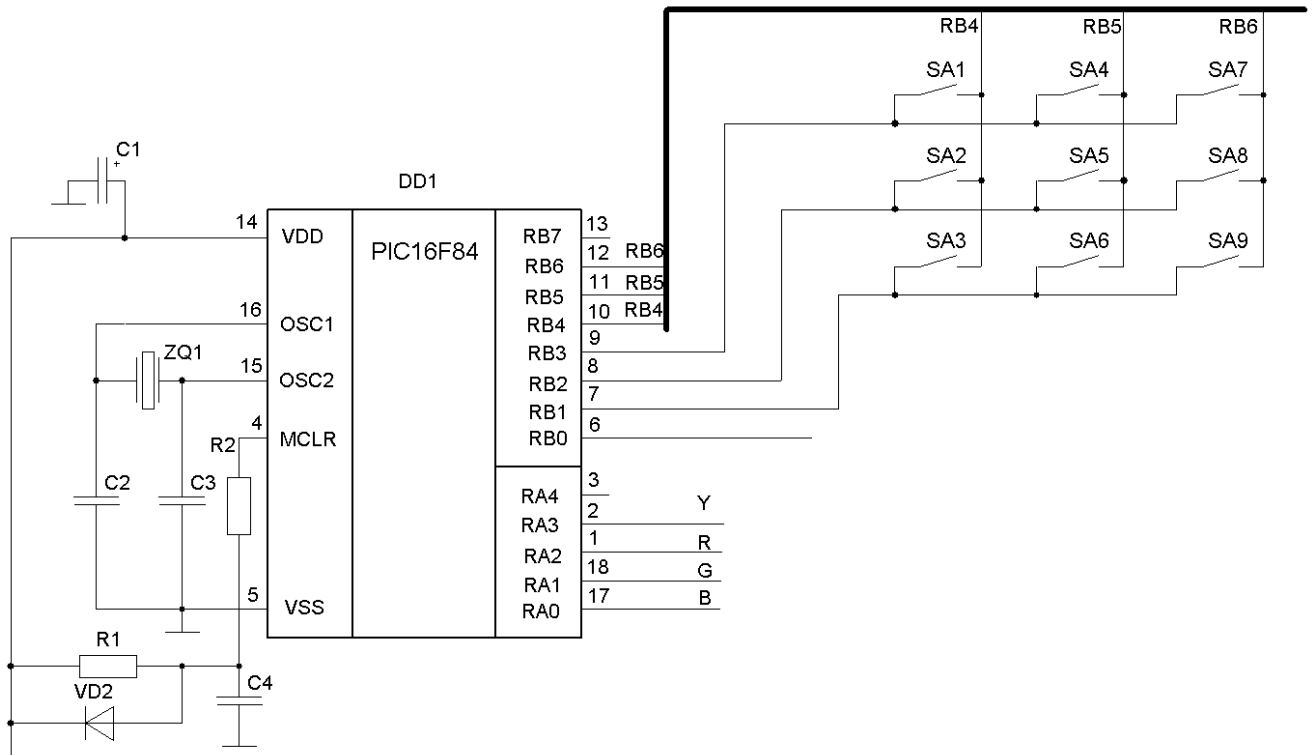 RB4 RB5 RB6
SA1 SA4 SA7
C1
+
SA2 SA5 SA8
DD1
14 VDD PIC16F84 RB7 13
SA3 SA6 SA9
RB6 12 RB6
RB5 11 RB5
16 OSC1 RB4 10 RB4
ZQ1 RB3 9
15 OSC2 RB2 8
RB1 7
R2 4 MCLR RB0 6
C2 C3 RA4 3
RA3 2 Y
RA2 1 R
RA1 18 G
5 VSS RA0 17 B
R1
VD2 C4